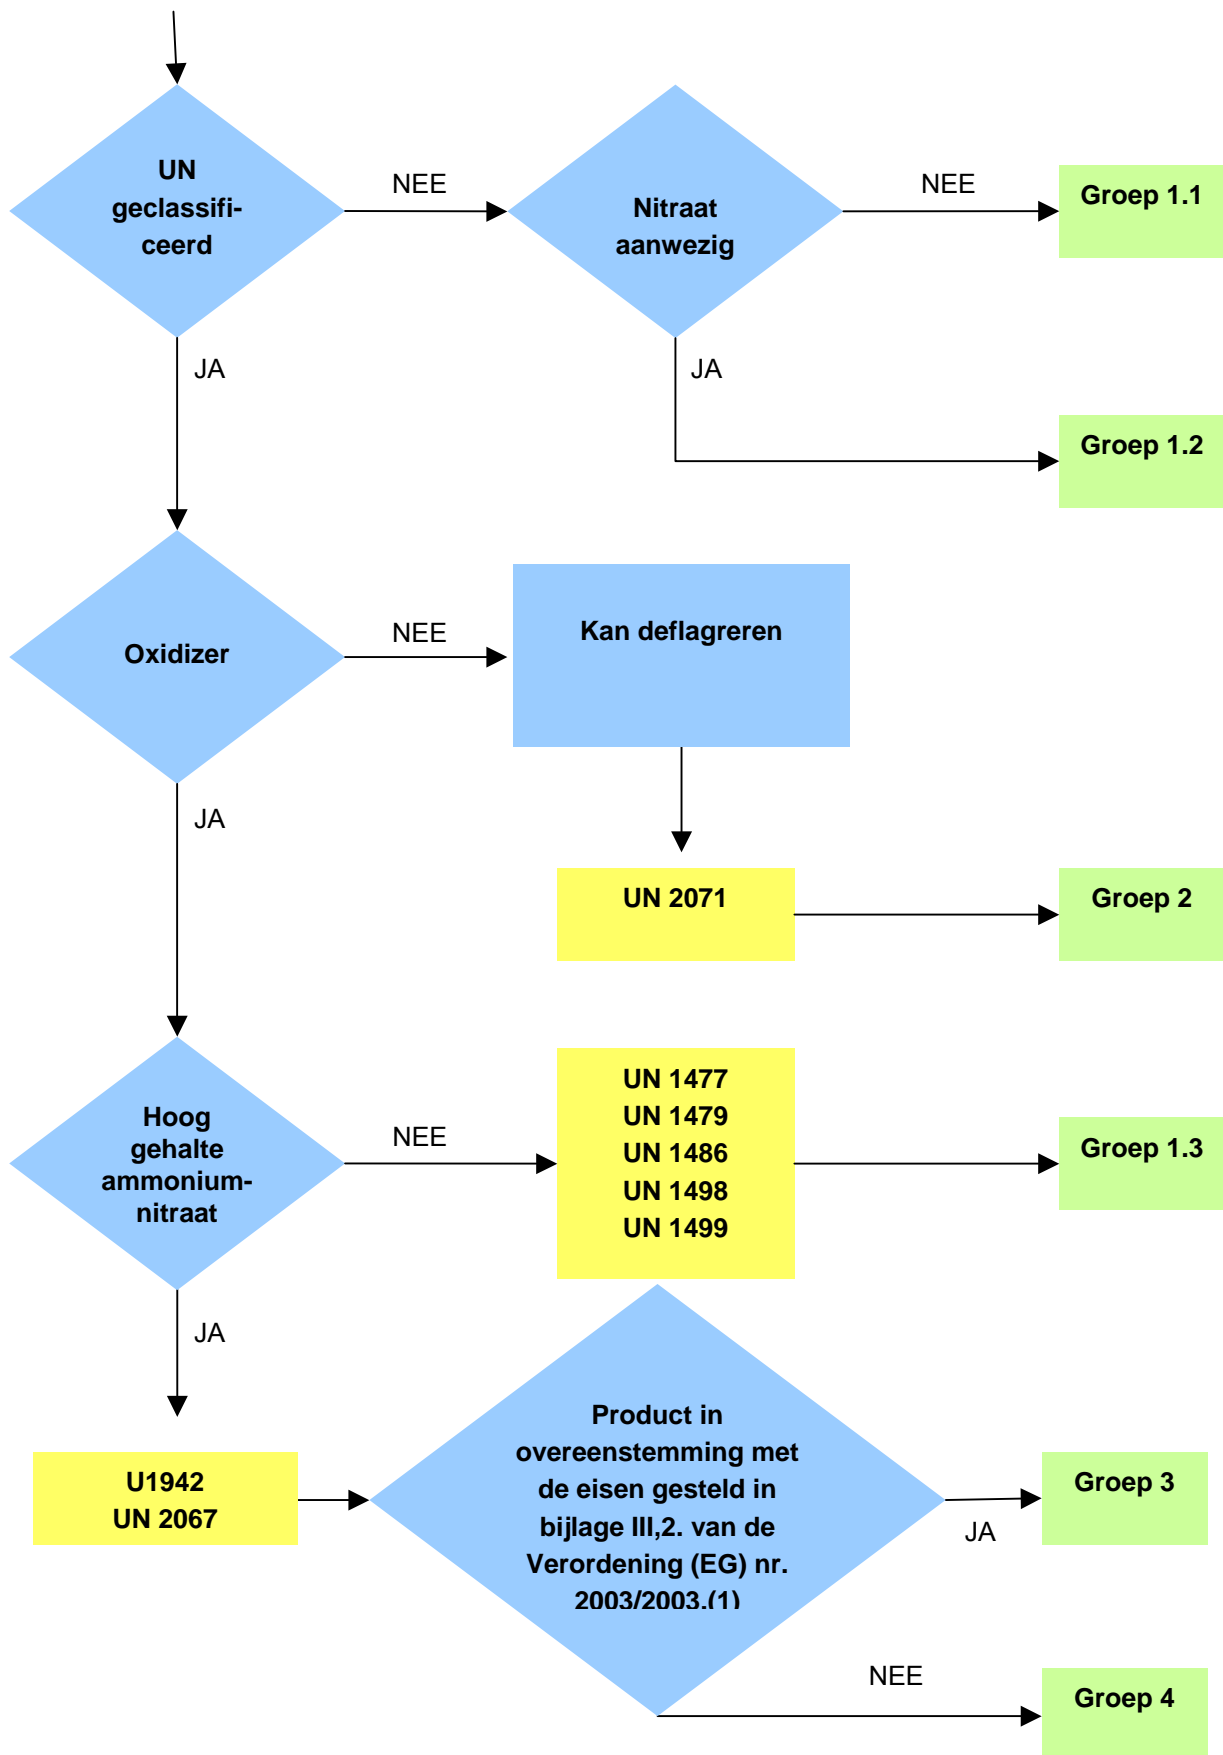 UN
geclassifi-
ceerd
NEE
Nitraat
aanwezig
NEE
Groep 1.1
JA
JA
Groep 1.2
Oxidizer
NEE
Kan deflagreren
JA
UN 2071
Groep 2
Hoog
gehalte
ammonium-
nitraat
NEE
UN 1477
UN 1479
UN 1486
UN 1498
UN 1499
Groep 1.3
JA
U1942
UN 2067
Product in
overeenstemming met
de eisen gesteld in
bijlage III,2. van de
Verordening (EG) nr.
2003/2003.(1)
JA
Groep 3
NEE
Groep 4